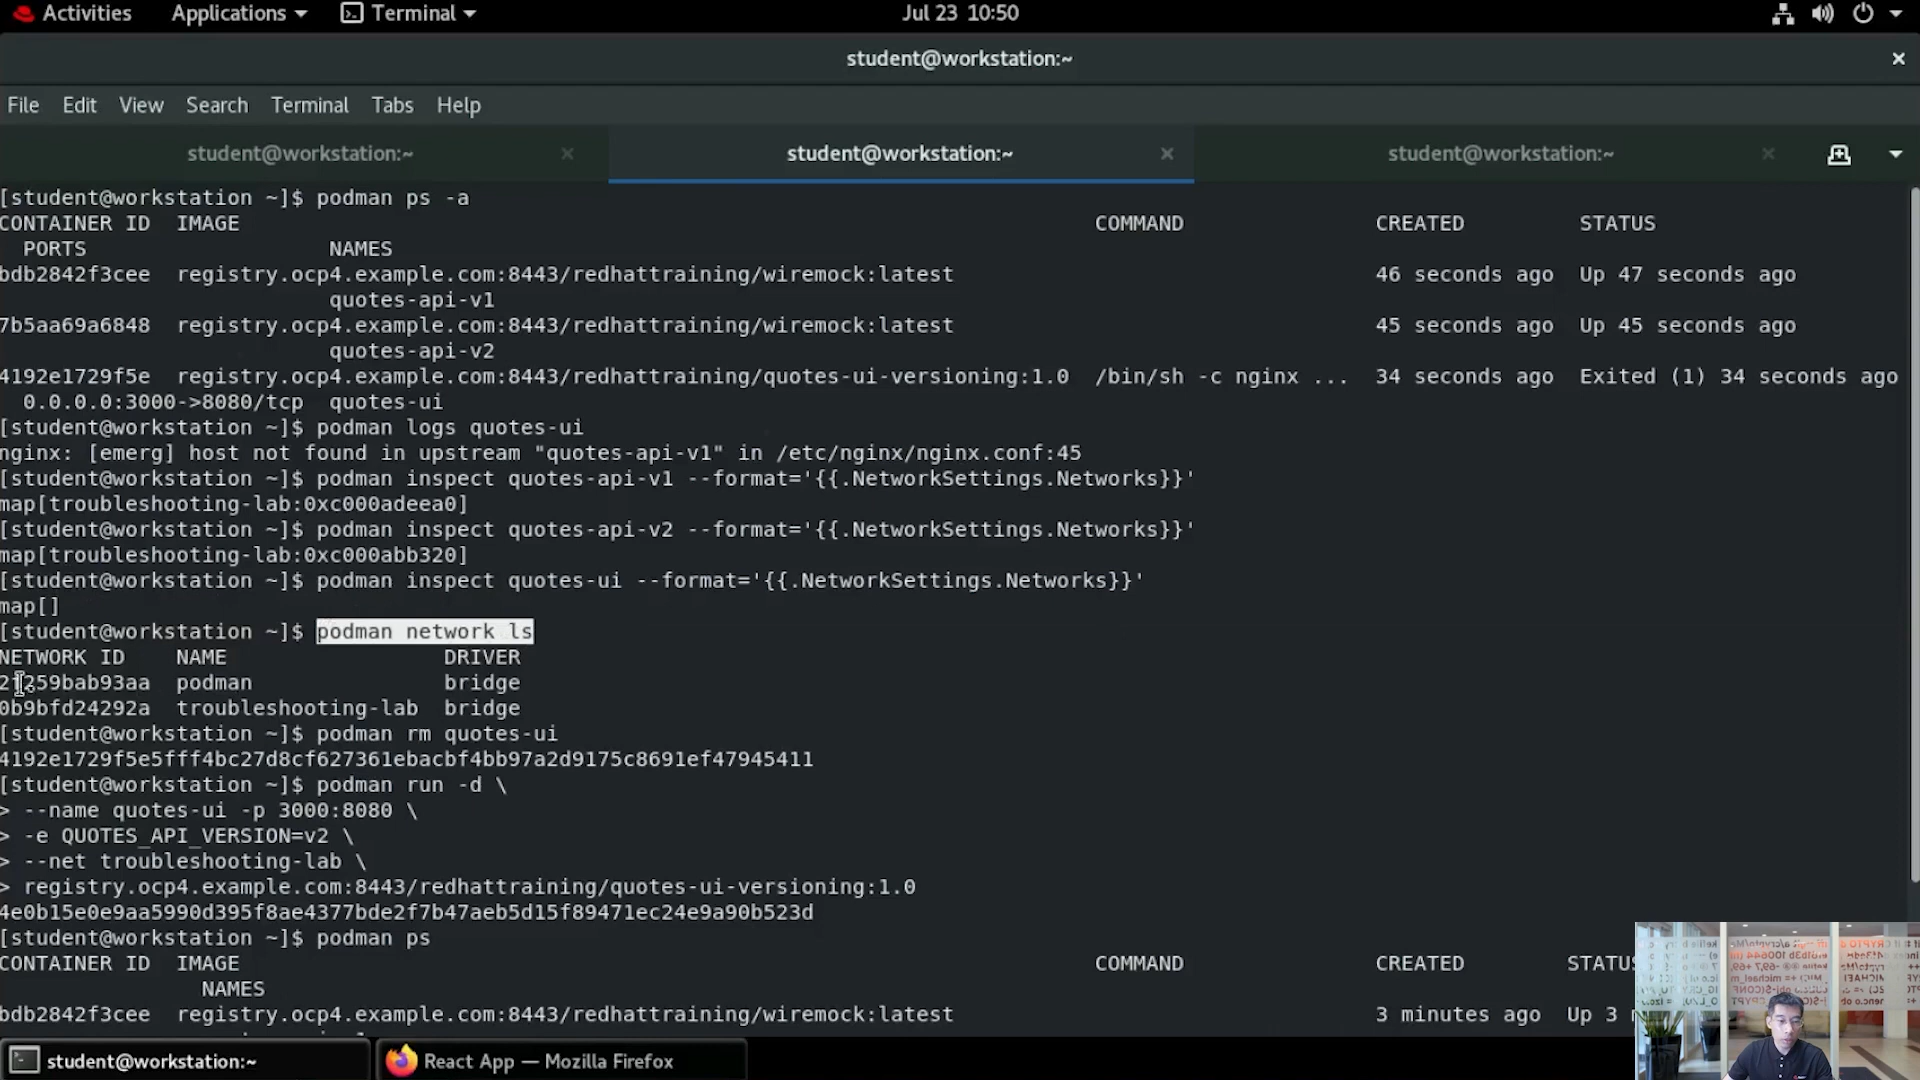 Activities Applications Terminal Jul 23 10:50
student@workstation:~
File Edit View Search Terminal Tabs Help
student@workstation:~ student@workstation:~ student@workstation:~
[student@workstation ~]$ podman ps -a
CONTAINER ID IMAGE COMMAND CREATED STATUS
PORTS NAMES
bdb2842f3cee registry.ocp4.example.com:8443/redhattraining/wiremock:latest 46 seconds ago Up 47 seconds ago
quotes-api-v1
7b5aa69a6848 registry.ocp4.example.com:8443/redhattraining/wiremock:latest 45 seconds ago Up 45 seconds ago
quotes-api-v2
4192e1729f5e registry.ocp4.example.com:8443/redhattraining/quotes-ui-versioning:1.0 /bin/sh -c nginx ... 34 seconds ago Exited (1) 34 seconds ago
0.0.0.0:3000->8080/tcp quotes-ui
[student@workstation ~]$ podman logs quotes-ui
nginx: [emerg] host not found in upstream "quotes-api-v1" in /etc/nginx/nginx.conf:45
[student@workstation ~]$ podman inspect quotes-api-v1 --format='{{.NetworkSettings.Networks}}'
map[troubleshooting-lab:0xc000adeea0]
[student@workstation ~]$ podman inspect quotes-api-v2 --format='{{.NetworkSettings.Networks}}'
map[troubleshooting-lab:0xc000abb320]
[student@workstation ~]$ podman inspect quotes-ui --format='{{.NetworkSettings.Networks}}'
map[]
[student@workstation ~]$ podman network ls
NETWORK ID NAME DRIVER
2f259bab93aa podman bridge
0b9bfd24292a troubleshooting-lab bridge
[student@workstation ~]$ podman rm quotes-ui
4192e1729f5e5fff4bc27d8cf627361ebacbf4bb97a2d9175c8691ef47945411
[student@workstation ~]$ podman run -d \
> --name quotes-ui -p 3000:8080 \
> -e QUOTES_API_VERSION=v2 \
> --net troubleshooting-lab \
> registry.ocp4.example.com:8443/redhattraining/quotes-ui-versioning:1.0
4e0b15e0e9aa5990d395f8ae4377bde2f7b47aeb5d15f89471ec24e9a90b523d
[student@workstation ~]$ podman ps
CONTAINER ID IMAGE COMMAND CREATED STATUS
NAMES
bdb2842f3cee registry.ocp4.example.com:8443/redhattraining/wiremock:latest 3 minutes ago Up 3
student@workstation:~ React App — Mozilla Firefox